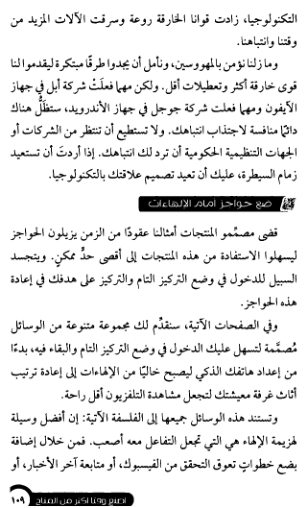 التكنولوجيا، زادت قوانا الخارقة روعة وسرقت الآلات المزيد من
وقتنا وانتباهنا.
وما زلنا نؤمن بالمهووسين، ونأمل أن يجدوا طرقًا مبتكرة ليقدموا لنا
قوى خارقة أكثر وتعطيلات أقل. ولكن مهما فعلَتْ شركة أبل في جهاز
الآيفون ومهما فعلت شركة جوجل في جهاز الأندرويد، ستظلُّ هناك
دائمًا منافسة لاجتذاب انتباهك. ولا تستطيع أن تنتظر من الشركات أو
الجهات التنظيمية الحكومية أن ترد لك انتباهك. إذا أردتَ أن تستعيد
زمام السيطرة، عليك أن تعيد تصميم علاقتك بالتكنولوجيا.
ضع حواجز أمام الإلهاءات
قضى مصمِّمو المنتجات أمثالنا عقودًا من الزمن يزيلون الحواجز
ليسهلوا الاستفادة من هذه المنتجات إلى أقصى حدٍّ ممكن. ويتجسد
السبيل للدخول في وضع التركيز التام والتركيز على هدفك في إعادة
هذه الحواجز.
وفي الصفحات الآتية، سنقدِّم لك مجموعة متنوعة من الوسائل
مُصمَّمة لتسهل عليك الدخول في وضع التركيز التام والبقاء فيه، بدءًا
من إعداد هاتفك الذكي ليصبح خاليًا من الإلهاءات إلى إعادة ترتيب
أثاث غرفة معيشتك لتجعل مشاهدة التلفزيون أقل راحة.
وتستند هذه الوسائل جميعها إلى الفلسفة الآتية: إن أفضل وسيلة
لهزيمة الإلهاء هي التي تجعل التفاعل معه أصعب. فمن خلال إضافة
بضع خطواتٍ تعوق التحقق من الفيسبوك، أو متابعة آخر الأخبار، أو
اصنع وقتا أكثر من المتاح ١٠٩